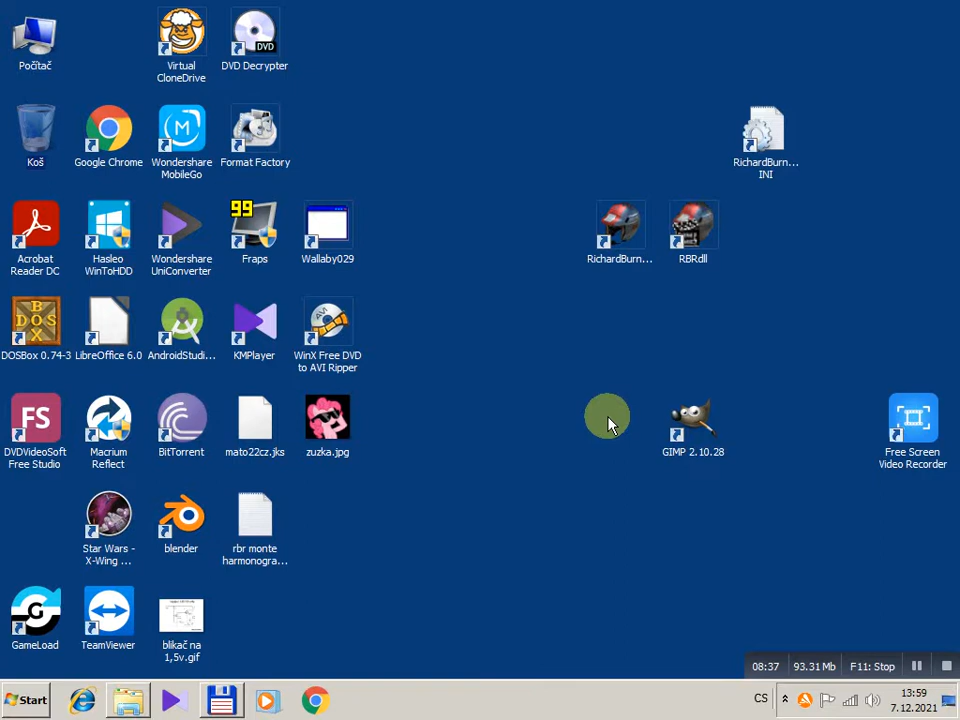 Počítač
Virtual
CloneDrive
DVD
DVD Decrypter
Koš
Google Chrome
Wondershare
MobileGo
Format Factory
RichardBurn...
INI
Acrobat
Reader DC
Hasleo
WinToHDD
Wondershare
UniConverter
99
Fraps
Wallaby029
RichardBurn...
RBRdll
BOX
DOS
DOSBox 0.74-3
LibreOffice 6.0
AndroidStudi...
KMPlayer
AVI
WinX Free DVD
to AVI Ripper
FS
DVDVideoSoft
Free Studio
Macrium
Reflect
BitTorrent
mato22cz.jks
zuzka.jpg
GIMP 2.10.28
Free Screen
Video Recorder
Star Wars -
X-Wing ...
blender
rbr monte
harmonogra...
G
GameLoad
TeamViewer
blikač na
1,5v.gif
08:37
93.31Mb
F11: Stop
Start
CS
13:59
7.12.2021